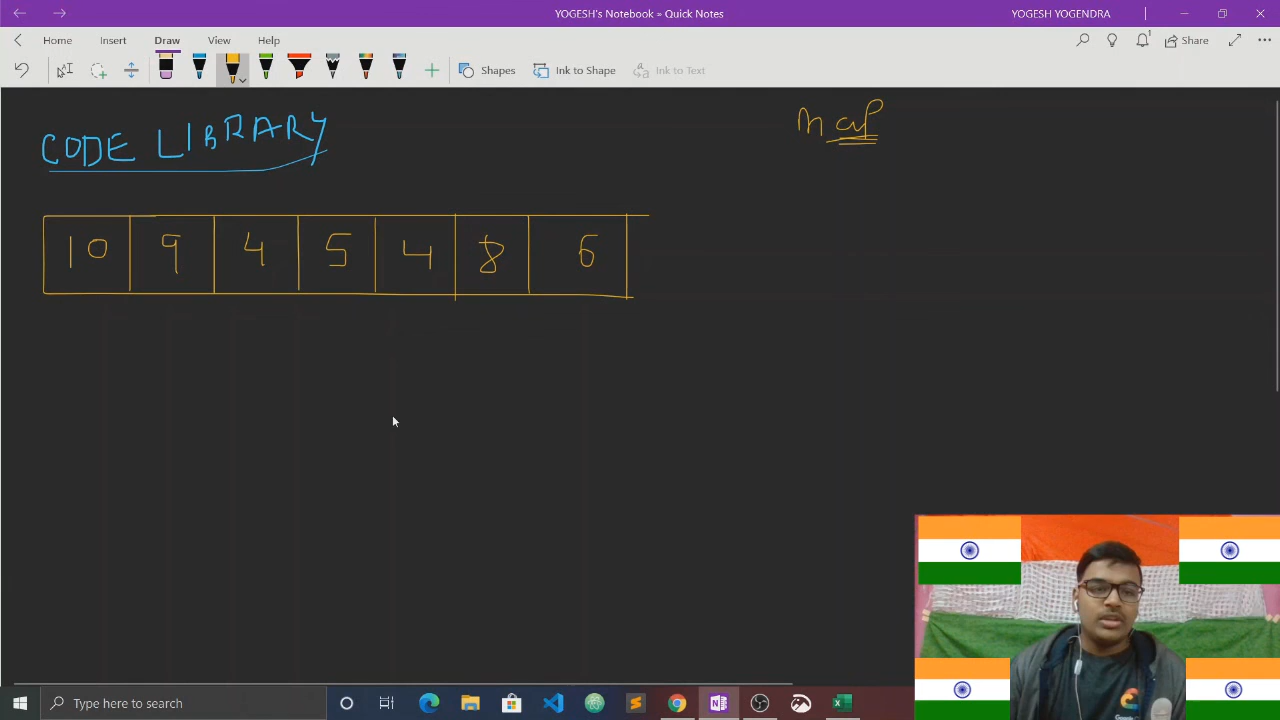 YOGESH's Notebook » Quick Notes
YOGESH YOGENDRA
Home Insert Draw View Help
Share
Shapes
Ink to Shape
Ink to Text
CODE LIBRARY
map
10 9 4 5 4 8 6
Type here to search